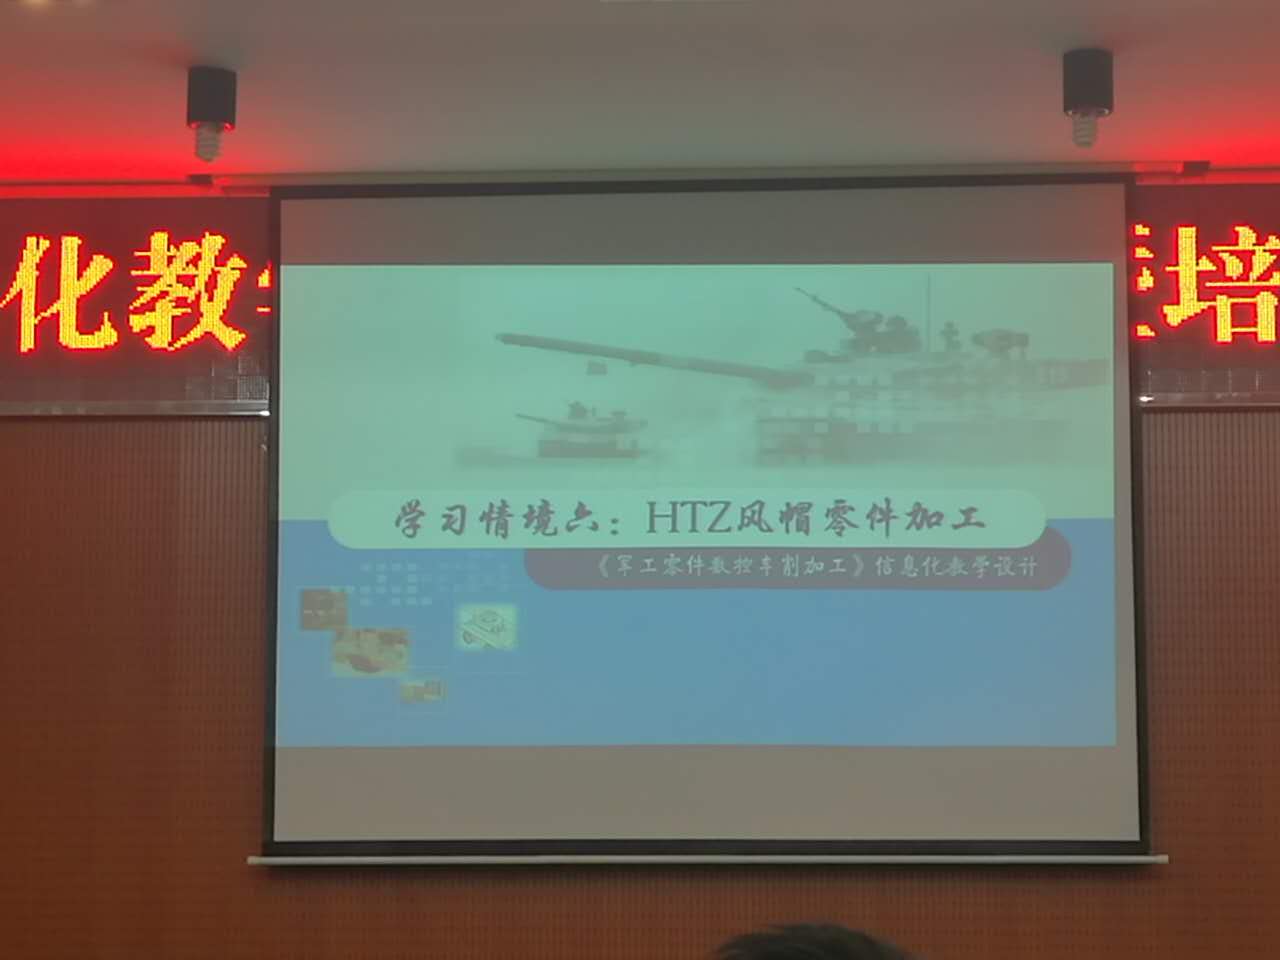 化教
培
学习情境六：HTZ风帽零件加工
《军工零件数控车削加工》信息化教学设计